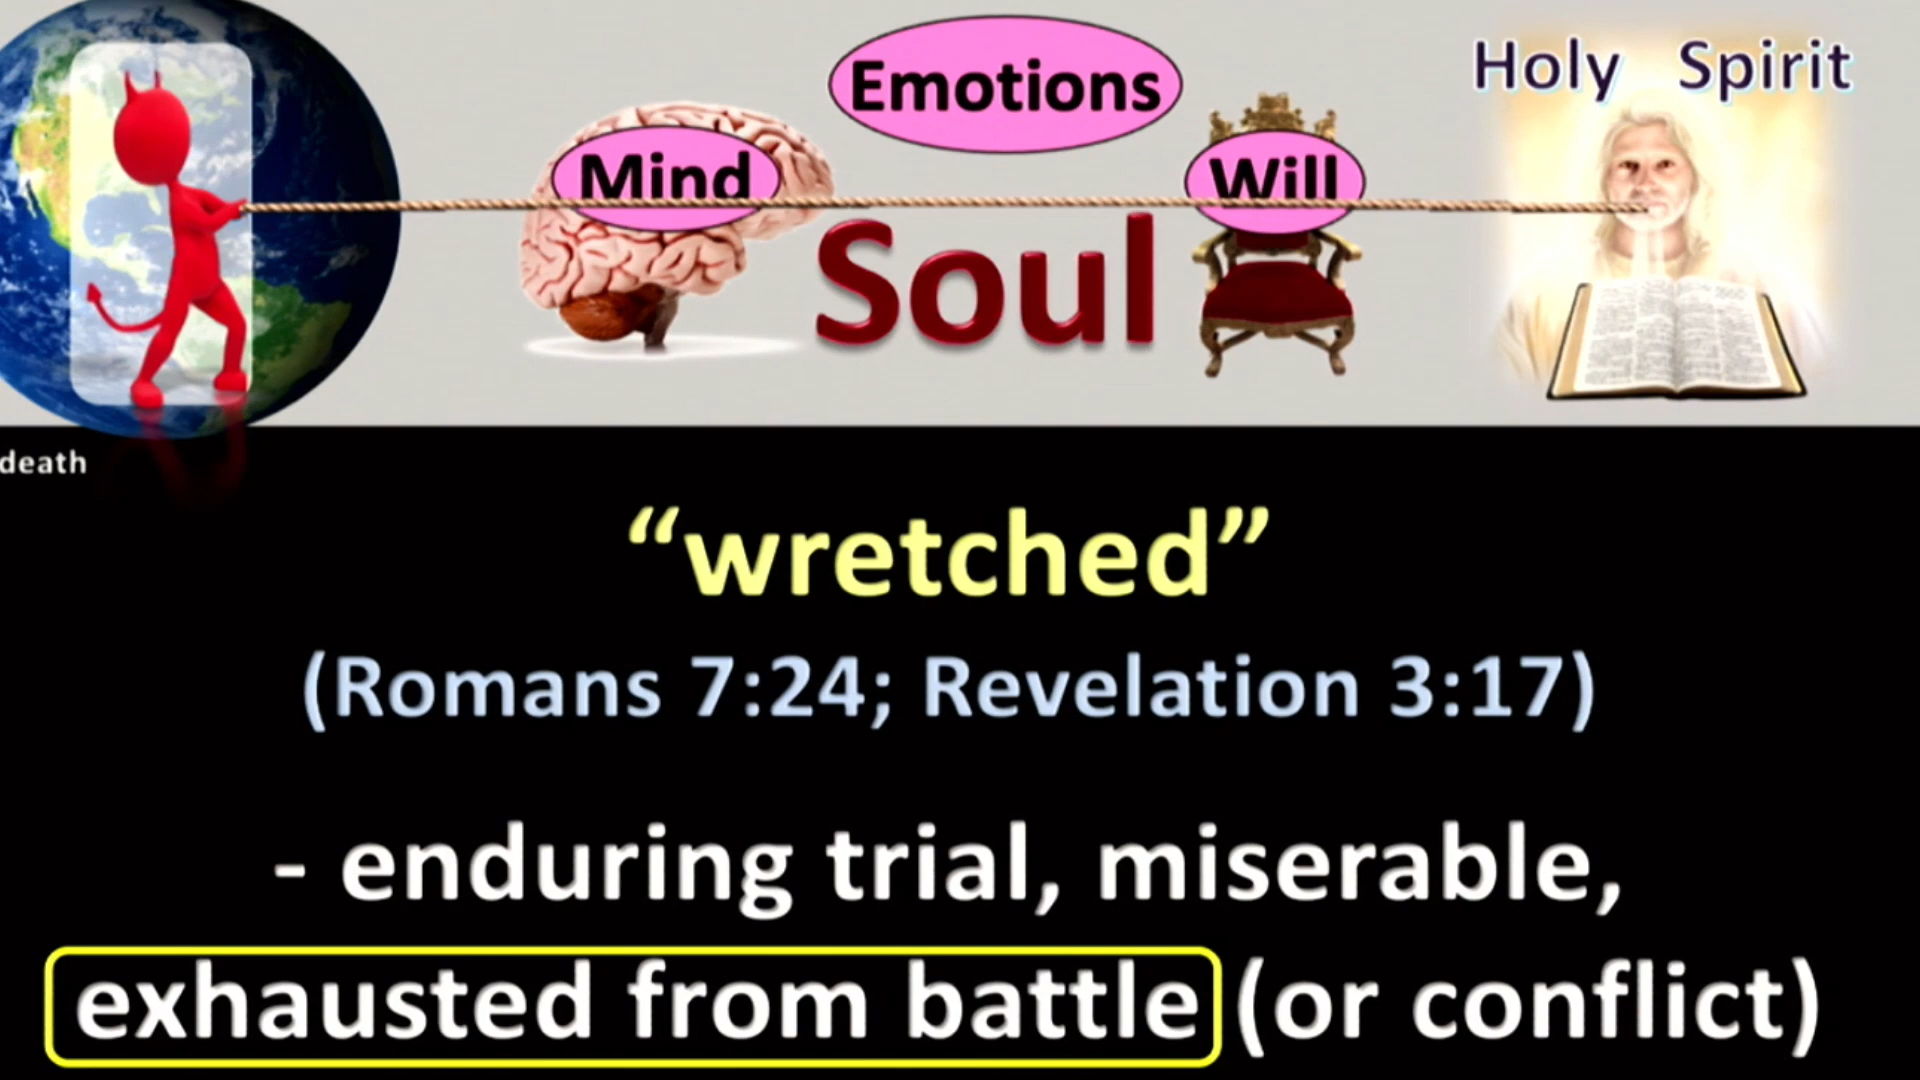 Emotions
Holy Spirit
Mind
Will
Soul
death
“wretched”
(Romans 7:24; Revelation 3:17)
- enduring trial, miserable,
exhausted from battle (or conflict)